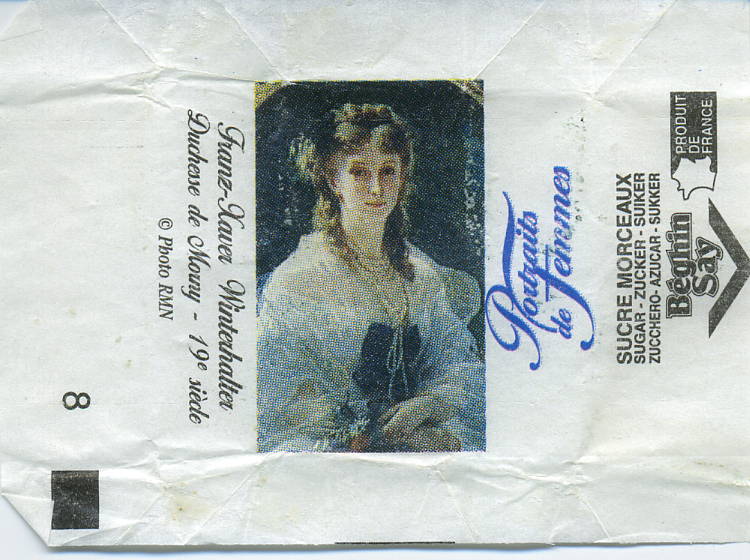 Franz-Xaver Winterhalter
Duchesse de Mouy - 19e siècle
© Photo RMN
8
Portraits
de Femmes
SUCRE MORCEAUX
SUGAR - ZUCKER - SUIKER
ZUCCHERO - AZUCAR - SUKKER
Béghin
Say
PRODUIT
DE
FRANCE